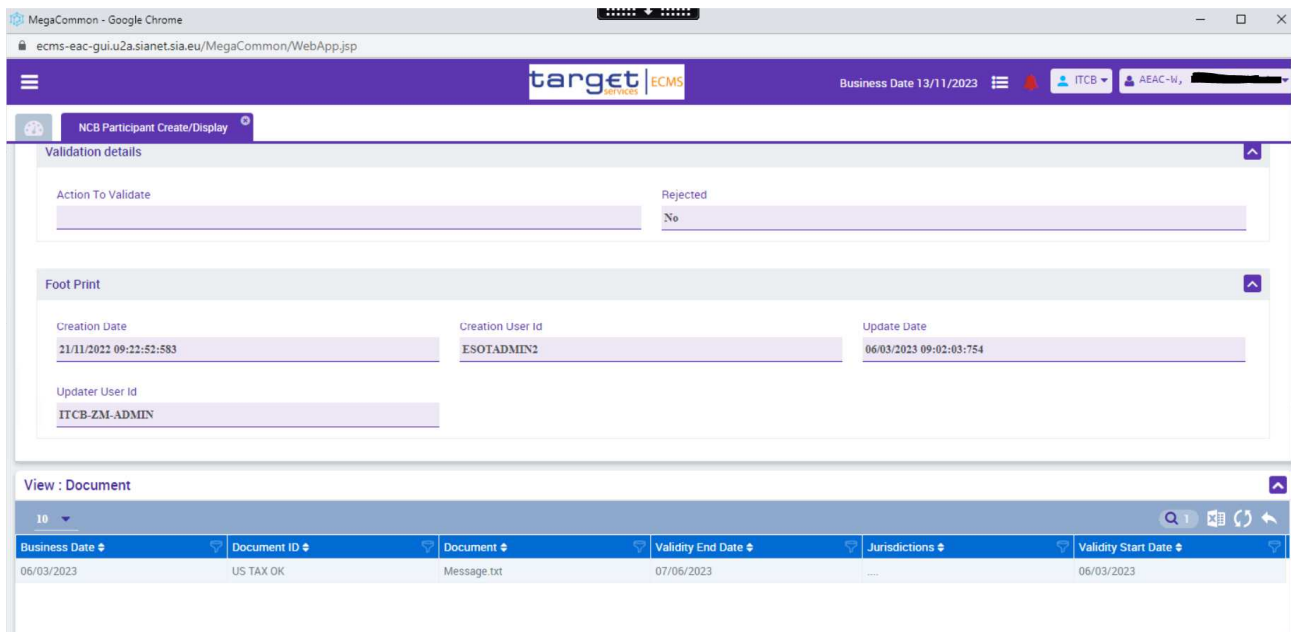 MegaCommon - Google Chrome
ecms-eac-gui.u2a.sianet.sia.eu/MegaCommon/WebApp.jsp
target services | ECMS
Business Date 13/11/2023
ITCB
AEAC-W,
NCB Participant Create/Display
Validation details
Action To Validate
Rejected
No
Foot Print
Creation Date
Creation User Id
Update Date
21/11/2022 09:22:52:583
ESOTADMIN2
06/03/2023 09:02:03:754
Updater User Id
ITCB-ZM-ADMIN
View : Document
10
1
Business Date Document ID Document Validity End Date Jurisdictions Validity Start Date
06/03/2023 US TAX OK Message.txt 07/06/2023 .... 06/03/2023